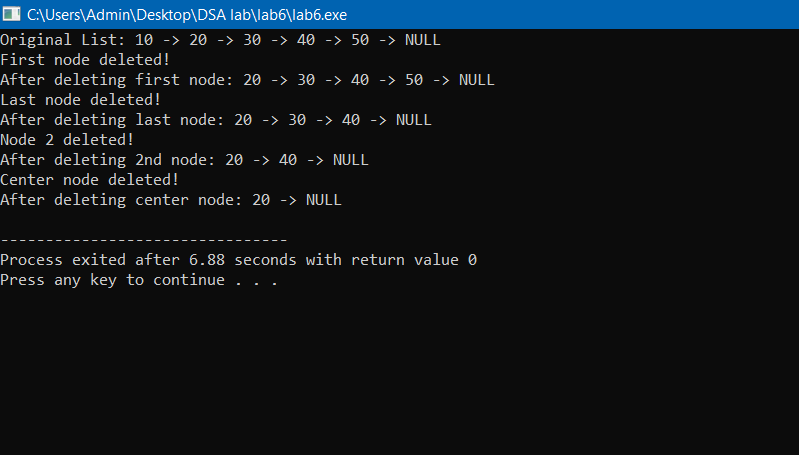 C:\Users\Admin\Desktop\DSA lab\lab6\lab6.exe
Original List: 10 -> 20 -> 30 -> 40 -> 50 -> NULL
First node deleted!
After deleting first node: 20 -> 30 -> 40 -> 50 -> NULL
Last node deleted!
After deleting last node: 20 -> 30 -> 40 -> NULL
Node 2 deleted!
After deleting 2nd node: 20 -> 40 -> NULL
Center node deleted!
After deleting center node: 20 -> NULL
--------------------------------
Process exited after 6.88 seconds with return value 0
Press any key to continue . . .